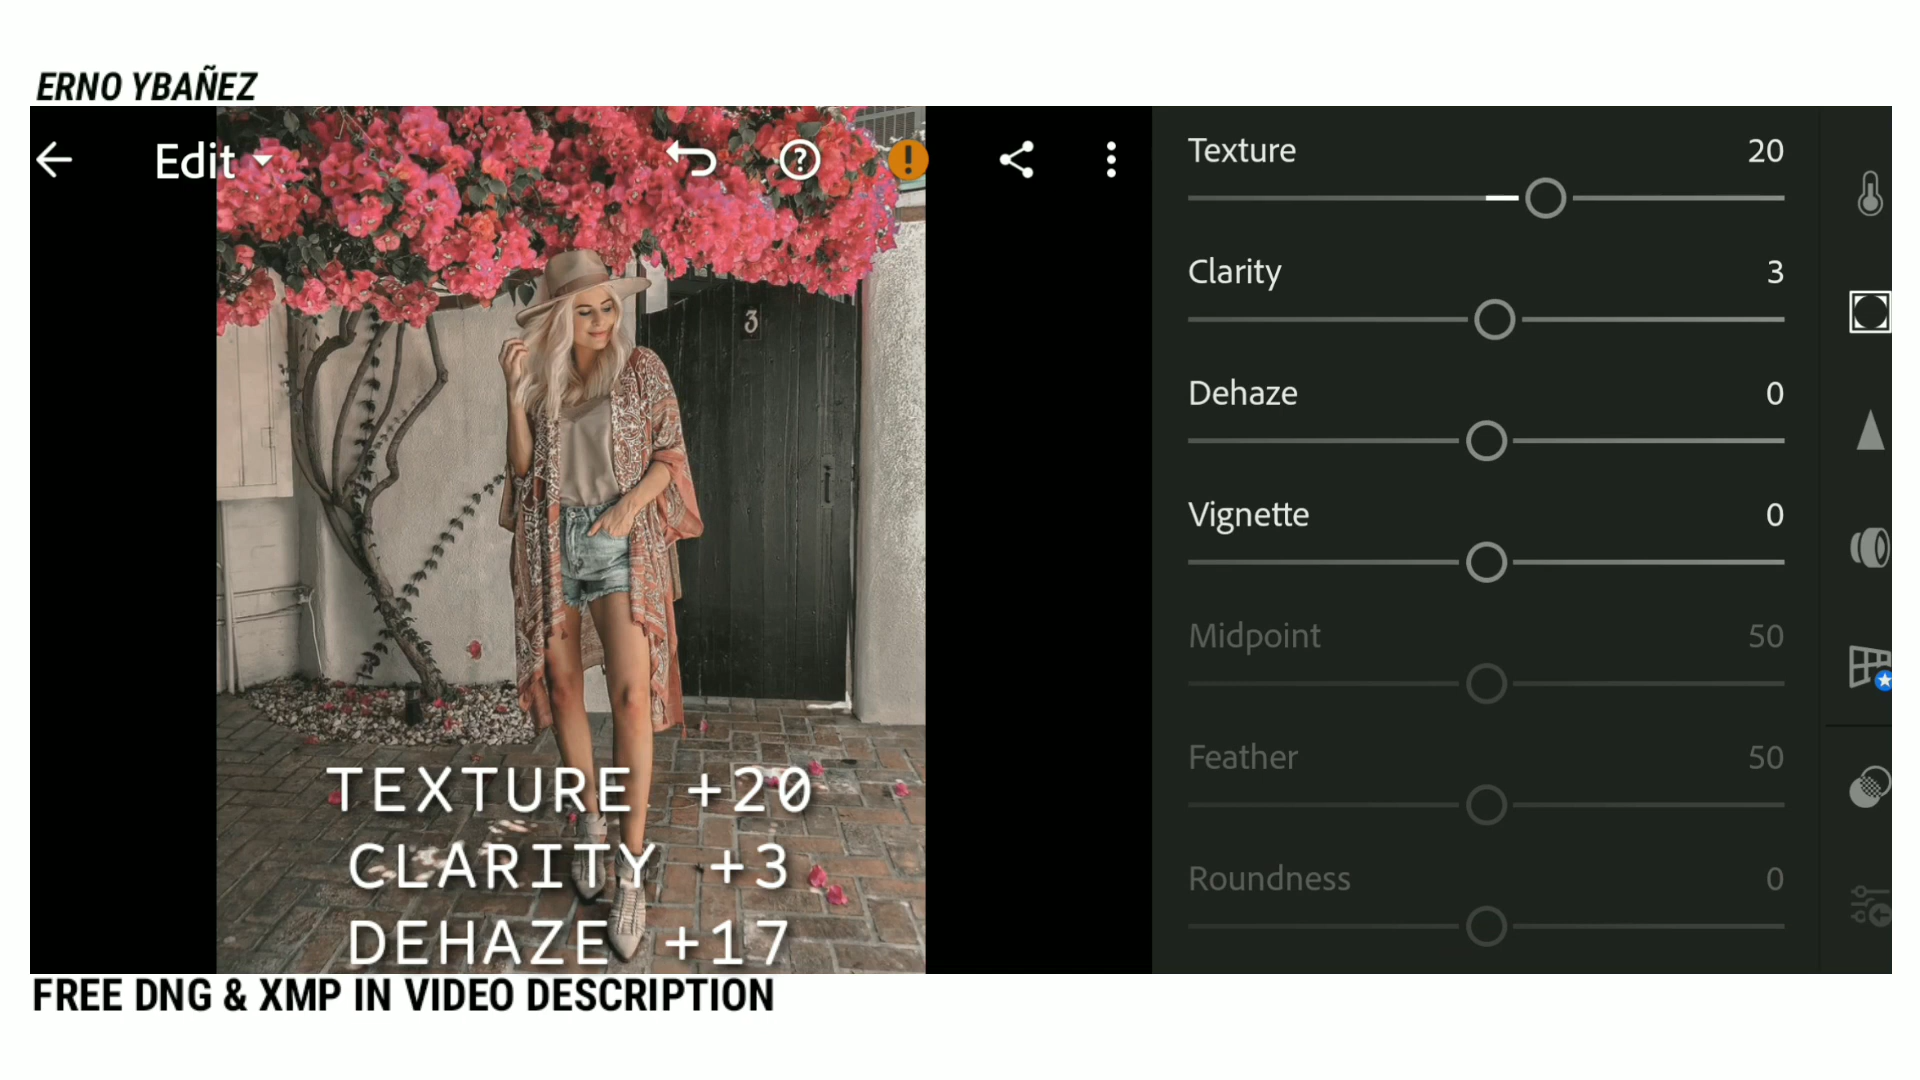 ERNO YBAÑEZ
Edit
Texture 20
Clarity 3
Dehaze 0
Vignette 0
Midpoint 50
Feather 50
Roundness 0
3
TEXTURE +20
CLARITY +3
DEHAZE +17
FREE DNG & XMP IN VIDEO DESCRIPTION